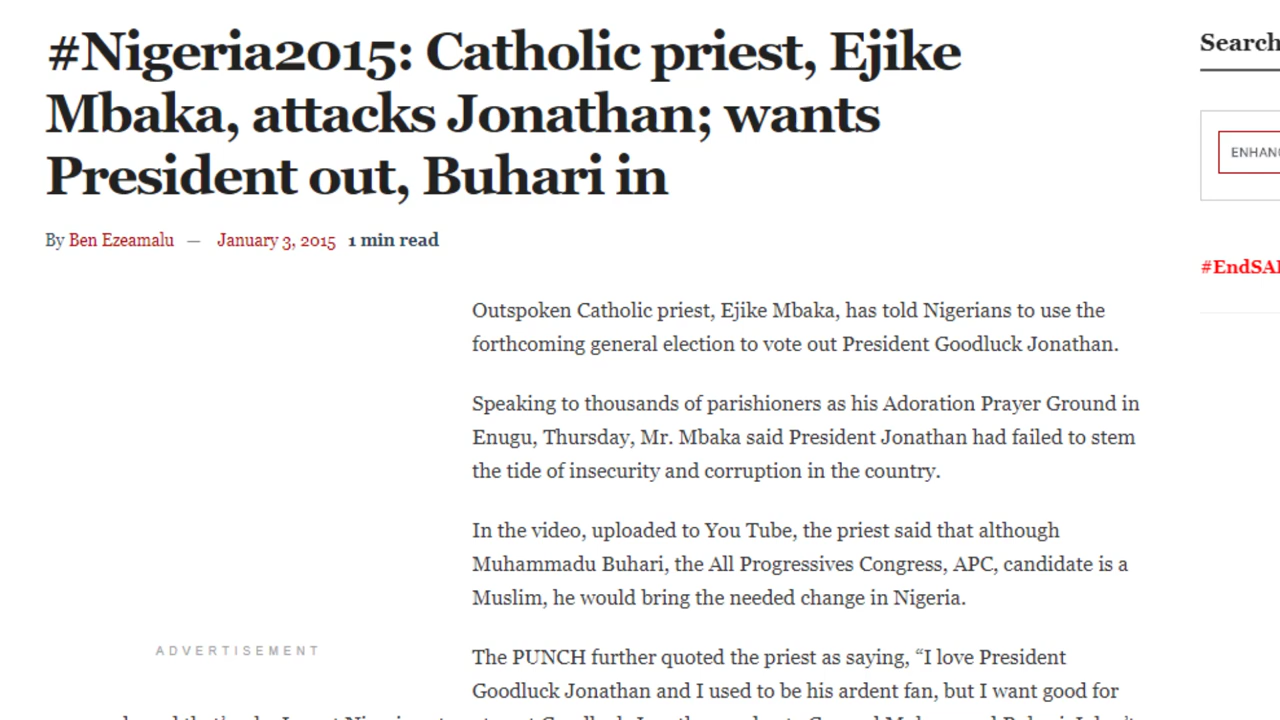 #Nigeria2015: Catholic priest, Ejike
Mbaka, attacks Jonathan; wants
President out, Buhari in
By Ben Ezeamalu — January 3, 2015 1 min read
Outspoken Catholic priest, Ejike Mbaka, has told Nigerians to use the
forthcoming general election to vote out President Goodluck Jonathan.
Speaking to thousands of parishioners as his Adoration Prayer Ground in
Enugu, Thursday, Mr. Mbaka said President Jonathan had failed to stem
the tide of insecurity and corruption in the country.
In the video, uploaded to You Tube, the priest said that although
Muhammadu Buhari, the All Progressives Congress, APC, candidate is a
Muslim, he would bring the needed change in Nigeria.
ADVERTISEMENT
The PUNCH further quoted the priest as saying, “I love President
Goodluck Jonathan and I used to be his ardent fan, but I want good for
Search